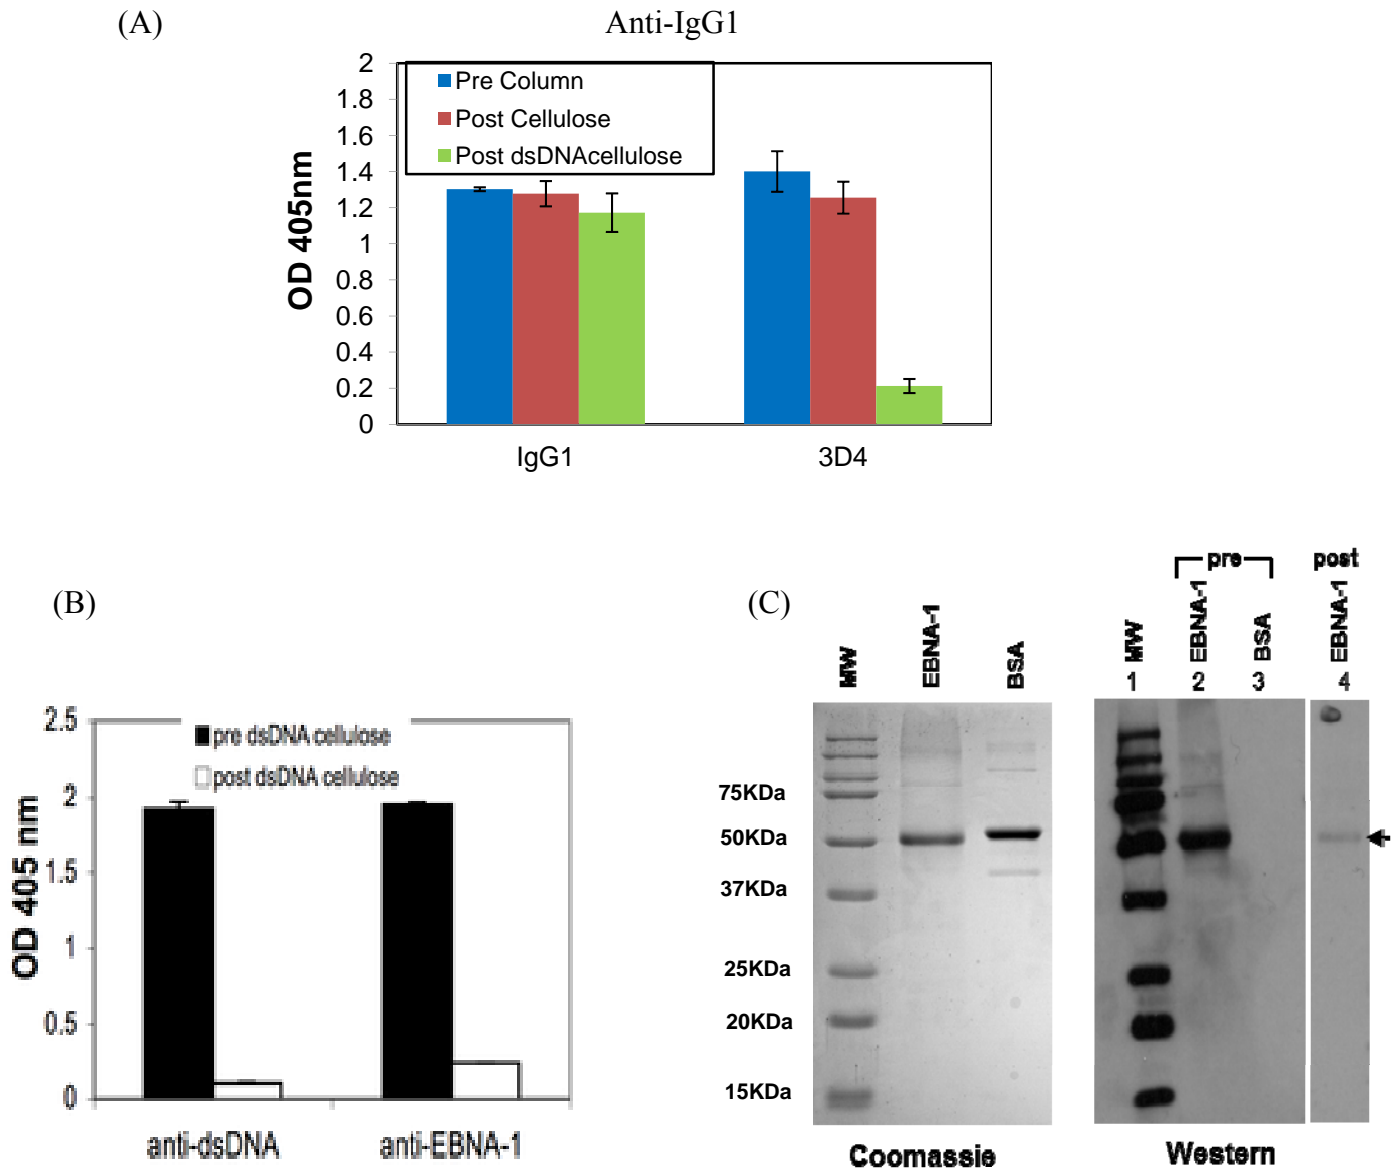 (A)
Anti-IgG1
2
1.8
1.6
1.4
1.2
1
0.8
0.6
0.4
0.2
0
OD 405nm
Pre Column
Post Cellulose
Post dsDNAcellulose
IgG1
3D4
(B)
2.5
2
1.5
1
0.5
0
OD 405 nm
pre dsDNA cellulose
post dsDNA cellulose
anti-dsDNA
anti-EBNA-1
(C)
MW
EBNA-1
BSA
75KDa
50KDa
37KDa
25KDa
20KDa
15KDa
Coomassie
pre
post
MW
EBNA-1
BSA
EBNA-1
1 2 3 4
Western